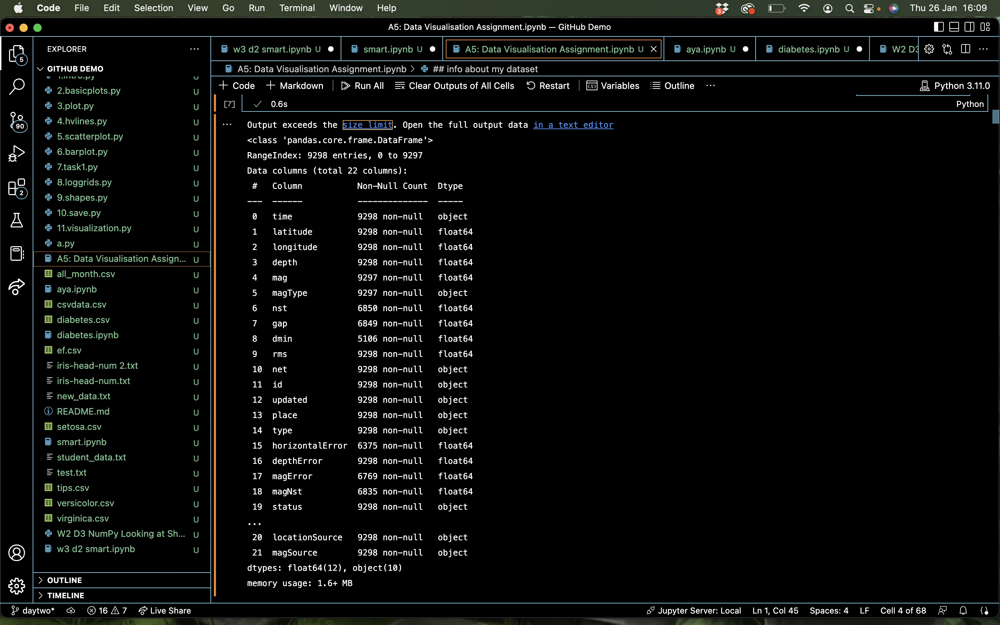 Code File Edit Selection View Go Run Terminal Window Help 3 Thu 26 Jan 16:09
A5: Data Visualisation Assignment.ipynb — GitHub Demo
EXPLORER ...
5
90
2
GITHUB DEMO
1.intro.py U
2.basicplots.py U
3.plot.py U
4.hvlines.py U
5.scatterplot.py U
6.barplot.py U
7.task1.py U
8.loggrids.py U
9.shapes.py U
10.save.py U
11.visualization.py U
a.py U
A5: Data Visualisation Assign... U
all_month.csv U
aya.ipynb U
csvdata.csv U
diabetes.csv U
diabetes.ipynb U
ef.csv U
iris-head-num 2.txt U
iris-head-num.txt U
new_data.txt U
README.md U
setosa.csv U
smart.ipynb U
student_data.txt U
test.txt U
tips.csv U
versicolor.csv U
virginica.csv U
W2 D3 NumPy Looking at Sh... U
w3 d2 smart.ipynb U
OUTLINE
TIMELINE
w3 d2 smart.ipynb U smart.ipynb U A5: Data Visualisation Assignment.ipynb U aya.ipynb U diabetes.ipynb U W2 D3 ...
A5: Data Visualisation Assignment.ipynb > ## info about my dataset
+ Code + Markdown Run All Clear Outputs of All Cells Restart Variables Outline ... Python 3.11.0
[7] 0.6s Python
... Output exceeds the size limit. Open the full output data in a text editor
<class 'pandas.core.frame.DataFrame'>
RangeIndex: 9298 entries, 0 to 9297
Data columns (total 22 columns):
# Column Non-Null Count Dtype
--- ------ -------------- -----
0 time 9298 non-null object
1 latitude 9298 non-null float64
2 longitude 9298 non-null float64
3 depth 9298 non-null float64
4 mag 9297 non-null float64
5 magType 9297 non-null object
6 nst 6850 non-null float64
7 gap 6849 non-null float64
8 dmin 5106 non-null float64
9 rms 9298 non-null float64
10 net 9298 non-null object
11 id 9298 non-null object
12 updated 9298 non-null object
13 place 9298 non-null object
14 type 9298 non-null object
15 horizontalError 6375 non-null float64
16 depthError 9298 non-null float64
17 magError 6769 non-null float64
18 magNst 6835 non-null float64
19 status 9298 non-null object
...
20 locationSource 9298 non-null object
21 magSource 9298 non-null object
dtypes: float64(12), object(10)
memory usage: 1.6+ MB
daytwo* 16 7 Live Share Jupyter Server: Local Ln 1, Col 45 Spaces: 4 LF Cell 4 of 68